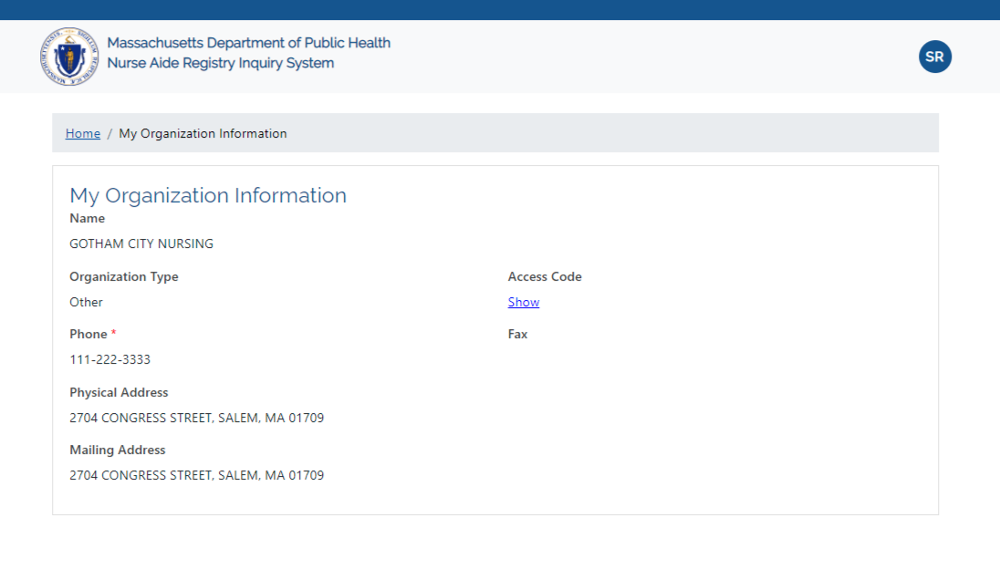 Massachusetts Department of Public Health
Nurse Aide Registry Inquiry System
SR
Home / My Organization Information
My Organization Information
Name
GOTHAM CITY NURSING
Organization Type
Other
Access Code
Show
Phone *
111-222-3333
Fax
Physical Address
2704 CONGRESS STREET, SALEM, MA 01709
Mailing Address
2704 CONGRESS STREET, SALEM, MA 01709